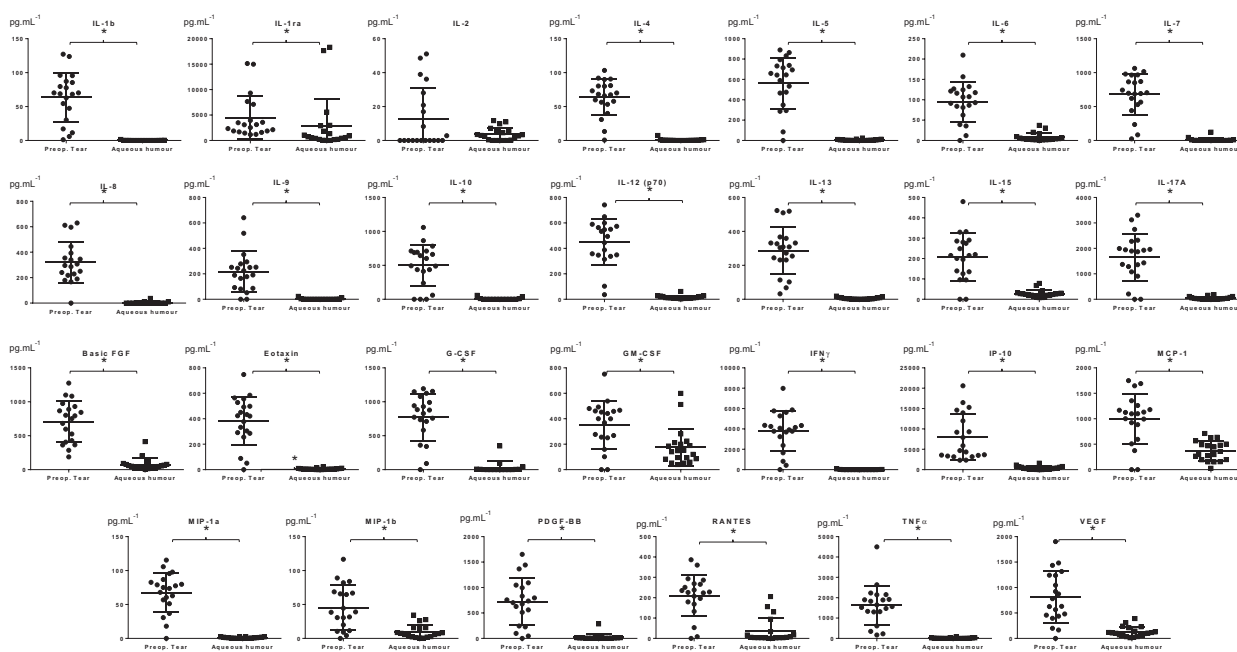 pg.mL-1 IL-1b IL-1ra IL-2 pg.mL-1 IL-4 IL-5 IL-6 IL-7
* * * * * *
150 100 50 0
20000 15000 10000 5000 0
60 40 20 0
150 100 50 0
1000 800 600 400 200 0
250 200 150 100 50 0
1500 1000 500 0
Preop. Tear Aqueous humour Preop. Tear Aqueous humour Preop. Tear Aqueous humour Preop. Tear Aqueous humour Preop. Tear Aqueous humour Preop. Tear Aqueous humour Preop. Tear Aqueous humour
pg.mL-1 IL-8 pg.mL-1 IL-9 pg.mL-1 IL-10 pg.mL-1 IL-12 (p70) pg.mL-1 IL-13 pg.mL-1 IL-15 pg.mL-1 IL-17A
* * * * * * *
800 600 400 200 0
800 600 400 200 0
1500 1000 500 0
800 600 400 200 0
600 400 200 0
500 400 300 200 100 0
4000 3000 2000 1000 0
Preop. Tear Aqueous humour Preop. Tear Aqueous humour Preop. Tear Aqueous humour Preop. Tear Aqueous humour Preop. Tear Aqueous humour Preop. Tear Aqueous humour Preop. Tear Aqueous humour
pg.mL-1 Basic FGF pg.mL-1 Eotaxin pg.mL-1 G-CSF pg.mL-1 GM-CSF pg.mL-1 IFNγ pg.mL-1 IP-10 pg.mL-1 MCP-1
* * * * * * *
1500 1000 500 0
800 600 400 200 0
*
1500 1000 500 0
800 600 400 200 0
10000 8000 6000 4000 2000 0
25000 20000 15000 10000 5000 0
2000 1500 1000 500 0
Preop. Tear Aqueous humour Preop. Tear Aqueous humour Preop. Tear Aqueous humour Preop. Tear Aqueous humour Preop. Tear Aqueous humour Preop. Tear Aqueous humour Preop. Tear Aqueous humour
pg.mL-1 MIP-1a pg.mL-1 MIP-1b pg.mL-1 PDGF-BB pg.mL-1 RANTES pg.mL-1 TNFα pg.mL-1 VEGF
* * * * * *
150 100 50 0
150 100 50 0
2000 1500 1000 500 0
500 400 300 200 100 0
5000 4000 3000 2000 1000 0
2000 1500 1000 500 0
Preop. Tear Aqueous humour Preop. Tear Aqueous humour Preop. Tear Aqueous humour Preop. Tear Aqueous humour Preop. Tear Aqueous humour Preop. Tear Aqueous humour